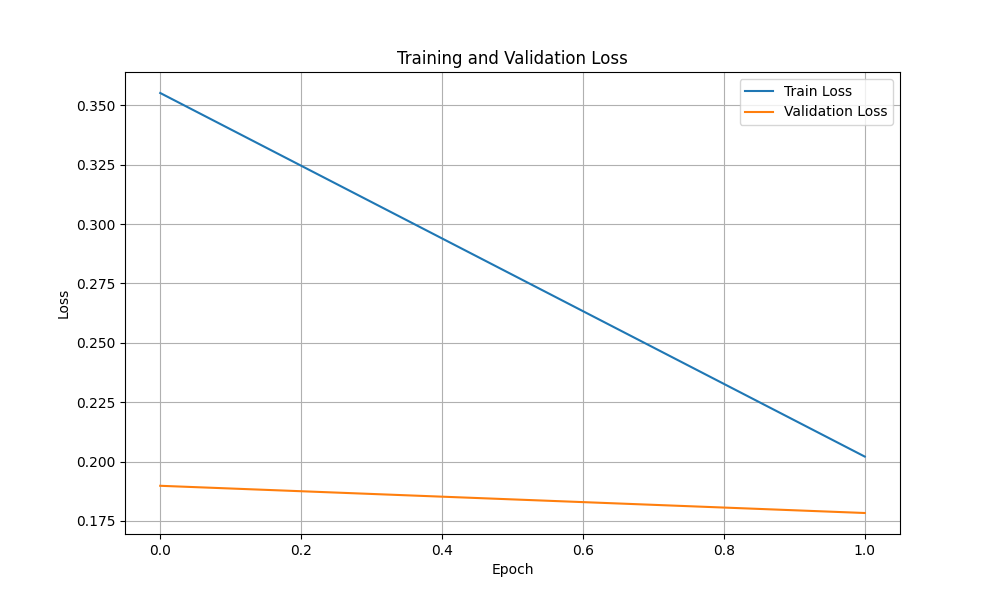 Training and Validation Loss
Train Loss
Validation Loss
0.350
0.325
0.300
0.275
0.250
0.225
0.200
0.175
Loss
0.0 0.2 0.4 0.6 0.8 1.0
Epoch